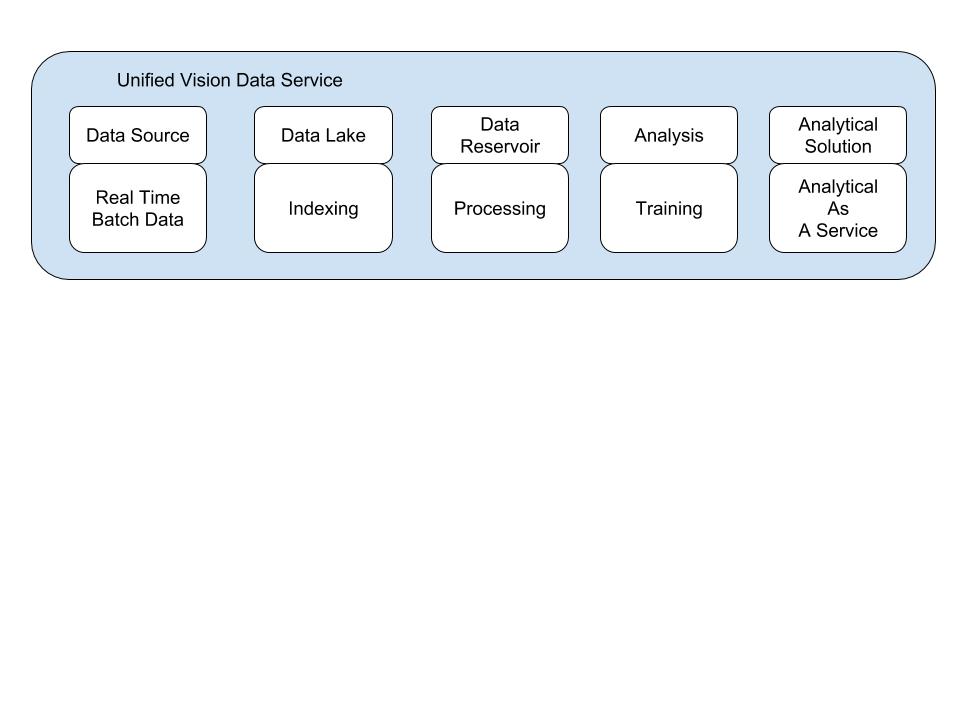 Unified Vision Data Service
Data Source
Data Lake
Data
Reservoir
Analysis
Analytical
Solution
Real Time
Batch Data
Indexing
Processing
Training
Analytical
As
A Service